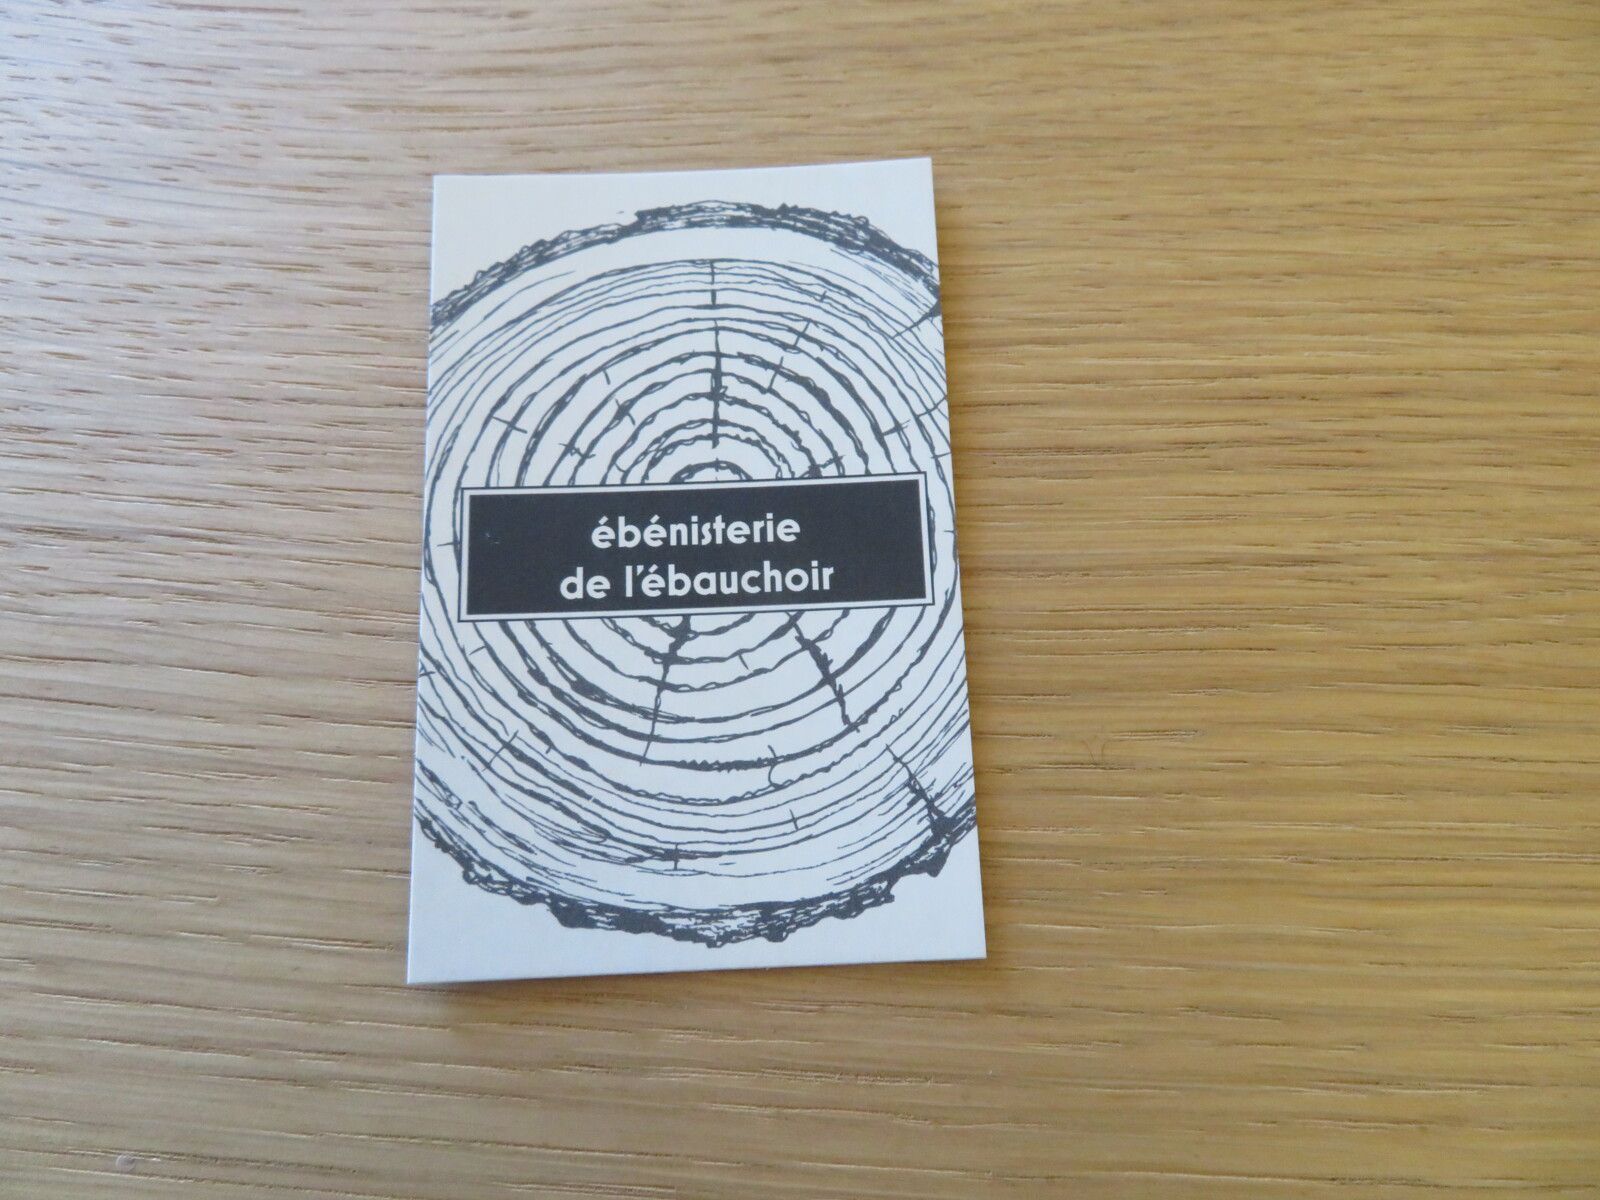 ébénisterie
de l'ébauchoir